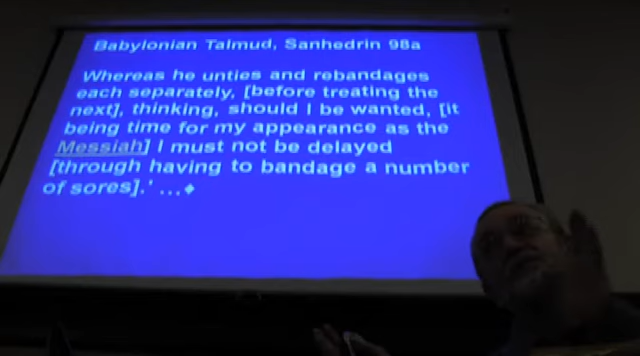 Babylonian Talmud, Sanhedrin 98a
Whereas he unties and rebandages
each separately, [before treating the
next], thinking, should I be wanted, [it
being time for my appearance as the
Messiah] I must not be delayed
[through having to bandage a number
of sores].' ...◆